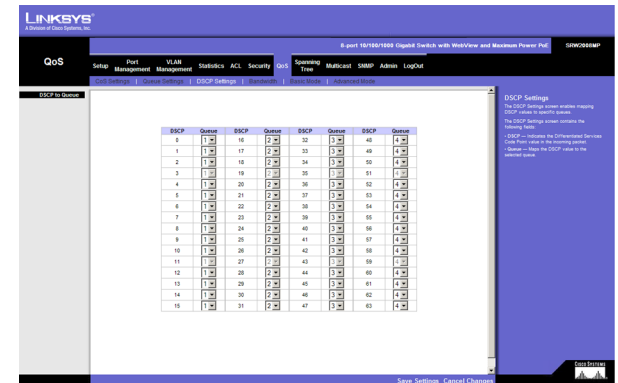 LINKSYS®
A Division of Cisco Systems, Inc.
8-port 10/100/1000 Gigabit Switch with WebView and Maximum Power PoE SRW2008MP
QoS
Setup Port Management VLAN Management Statistics ACL Security QoS Spanning Tree Multicast SNMP Admin LogOut
CoS Settings | Queue Settings | DSCP Settings | Bandwidth | Basic Mode | Advanced Mode
DSCP to Queue
DSCP Queue DSCP Queue DSCP Queue DSCP Queue
0 1 16 2 32 3 48 4
1 1 17 2 33 3 49 4
2 1 18 2 34 3 50 4
3 1 19 2 35 3 51 4
4 1 20 2 36 3 52 4
5 1 21 2 37 3 53 4
6 1 22 2 38 3 54 4
7 1 23 2 39 3 55 4
8 1 24 2 40 3 56 4
9 1 25 2 41 3 57 4
10 1 26 2 42 3 58 4
11 1 27 2 43 3 59 4
12 1 28 2 44 3 60 4
13 1 29 2 45 3 61 4
14 1 30 2 46 3 62 4
15 1 31 2 47 3 63 4
DSCP Settings
The DSCP Settings screen enables mapping
DSCP values to specific queues.
The DSCP Settings screen contains the
following fields:
• DSCP — Indicates the Differentiated Services
Code Point value in the incoming packet.
• Queue — Maps the DSCP value to the
selected queue.
Save Settings Cancel Changes
CISCO SYSTEMS